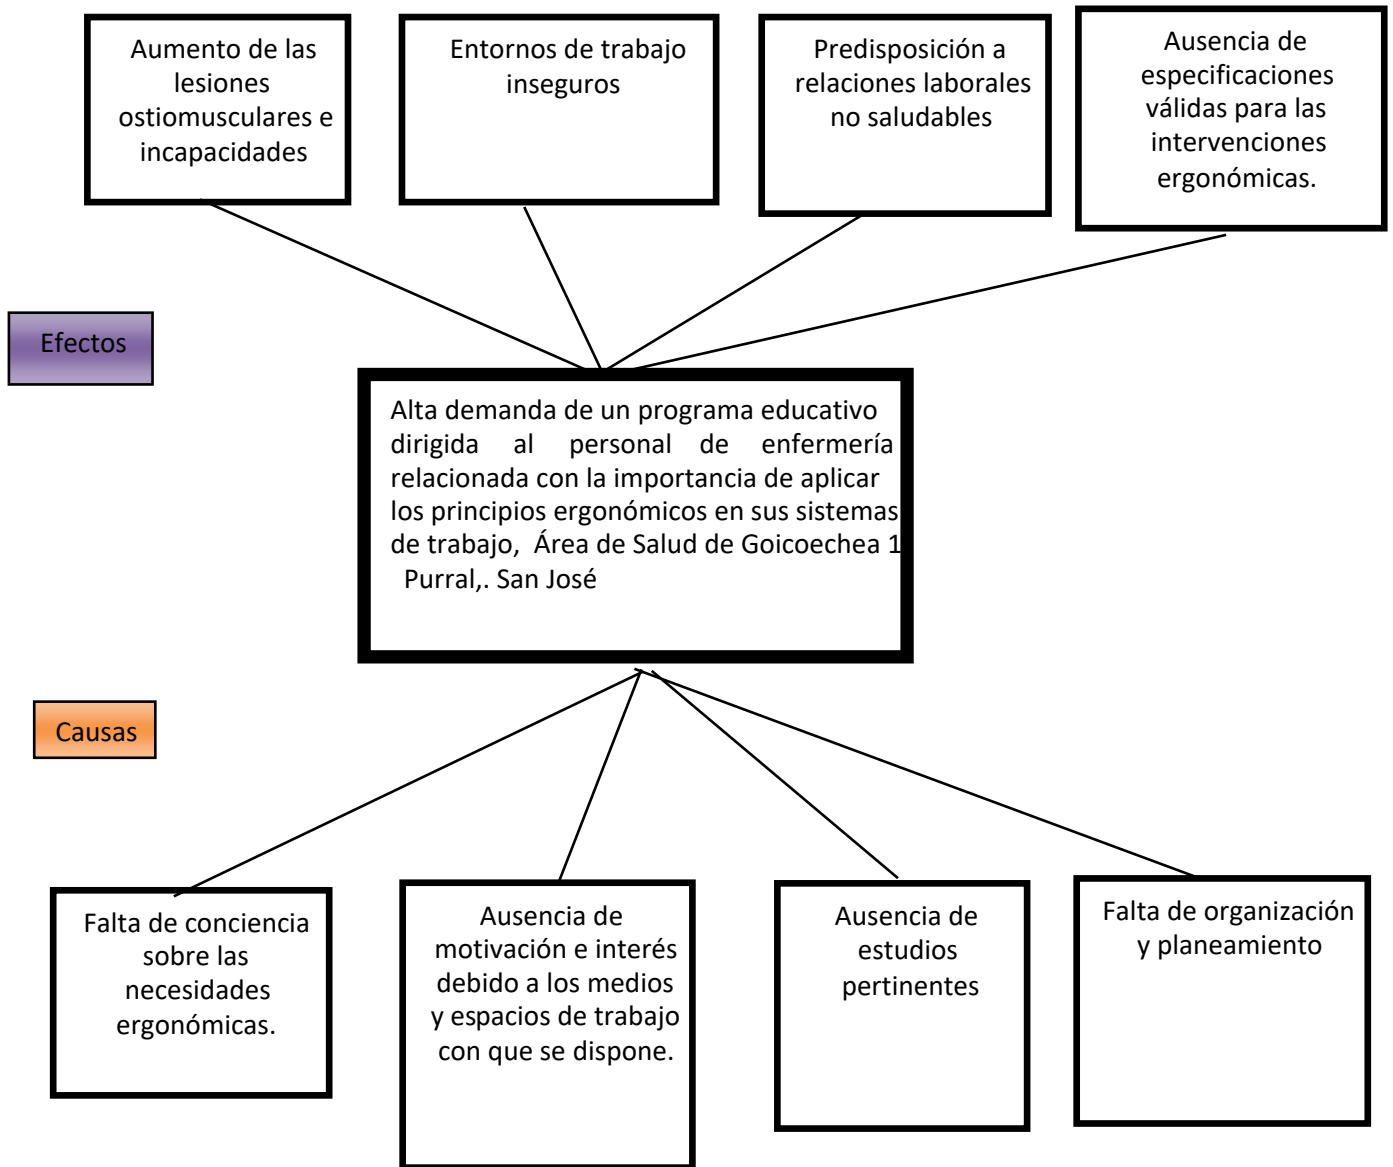 Aumento de las
lesiones
ostiomusculares e
incapacidades
Entornos de trabajo
inseguros
Predisposición a
relaciones laborales
no saludables
Ausencia de
especificaciones
válidas para las
intervenciones
ergonómicas.
Efectos
Alta demanda de un programa educativo
dirigida al personal de enfermería
relacionada con la importancia de aplicar
los principios ergonómicos en sus sistemas
de trabajo, Área de Salud de Goicoechea 1
Purral,. San José
Causas
Falta de conciencia
sobre las
necesidades
ergonómicas.
Ausencia de
motivación e interés
debido a los medios
y espacios de trabajo
con que se dispone.
Ausencia de
estudios
pertinentes
Falta de organización
y planeamiento